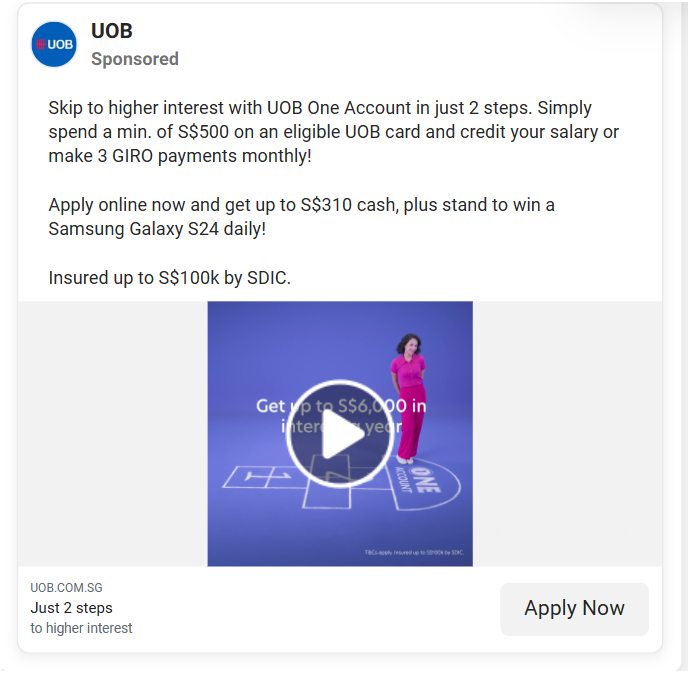 UOB
UOB
Sponsored
Skip to higher interest with UOB One Account in just 2 steps. Simply
spend a min. of S$500 on an eligible UOB card and credit your salary or
make 3 GIRO payments monthly!
Apply online now and get up to S$310 cash, plus stand to win a
Samsung Galaxy S24 daily!
Insured up to S$100k by SDIC.
Get up to S$6,000 in
year
1
2
ONE
ACCOUNT
T&Cs apply. Insured up to S$100k by SDIC.
UOB.COM.SG
Just 2 steps
to higher interest
Apply Now